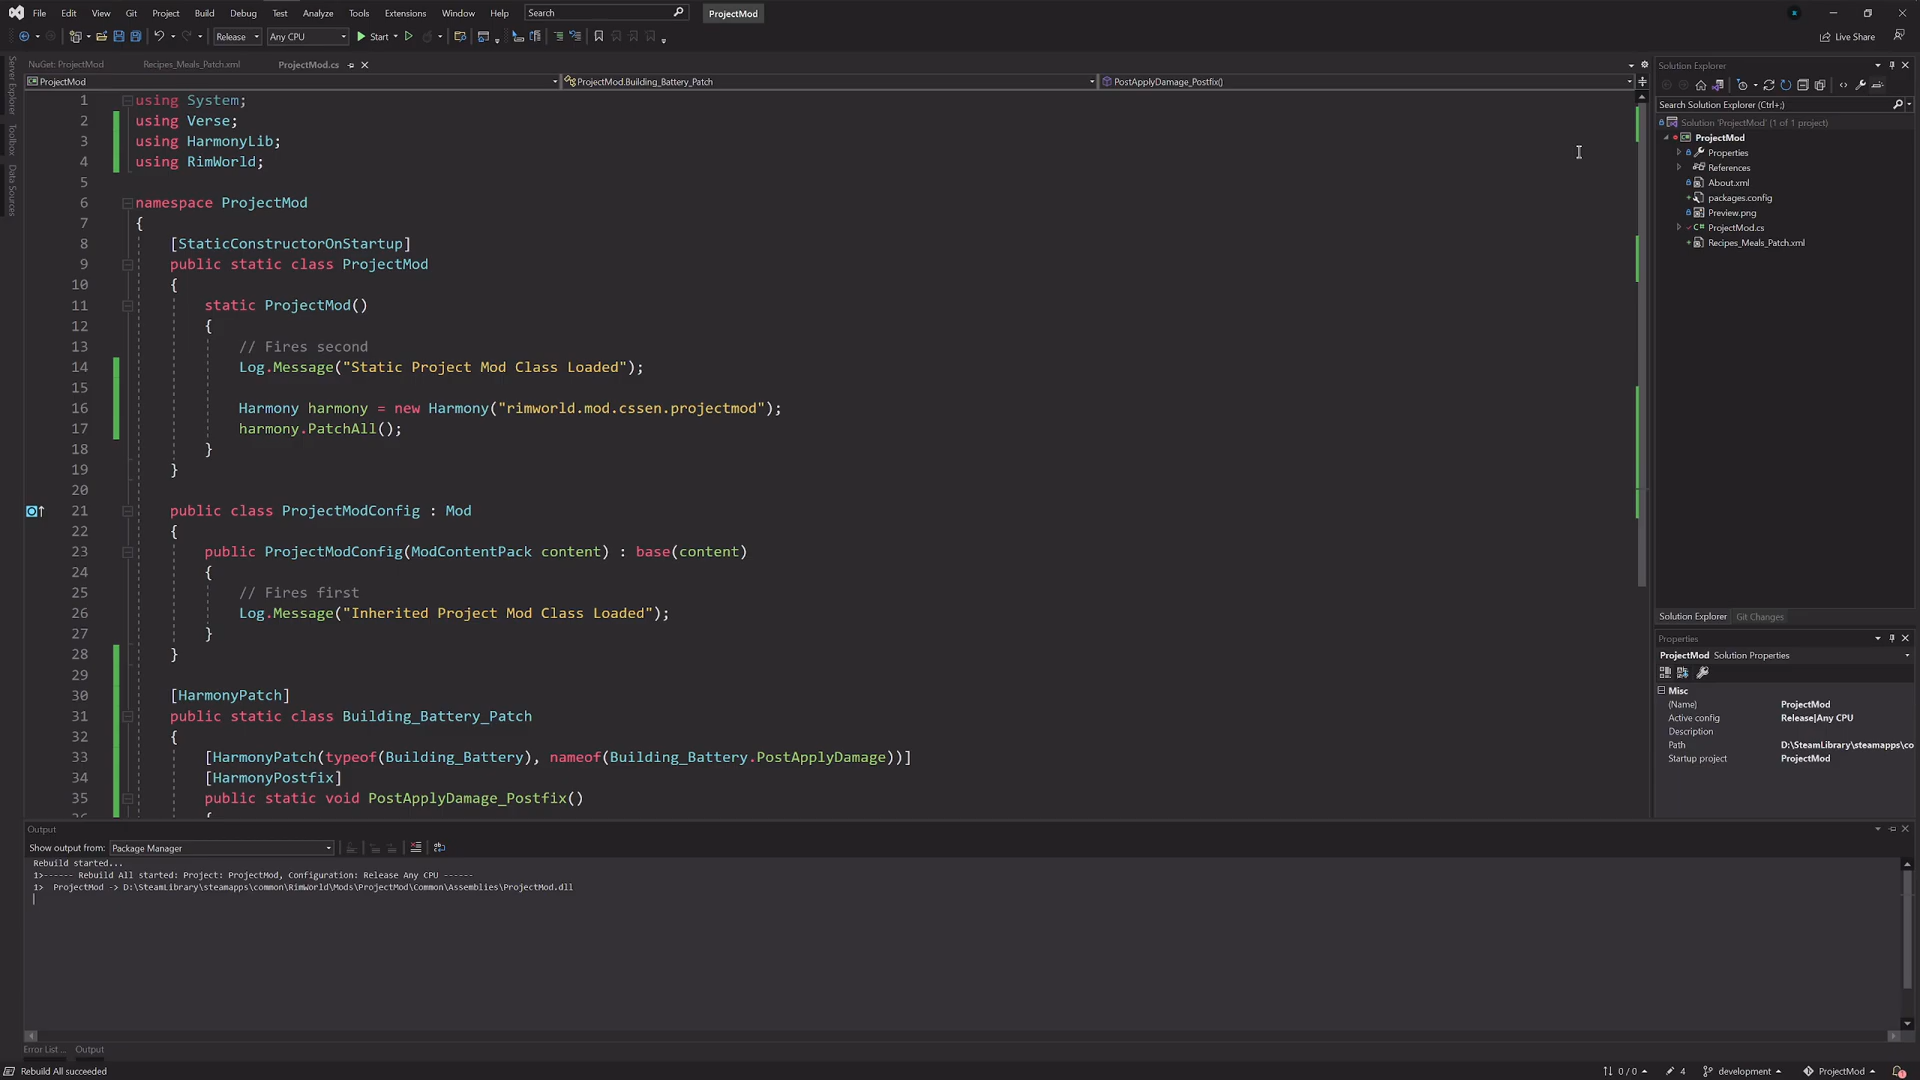 File Edit View Git Project Build Debug Test Analyze Tools Extensions Window Help Search ProjectMod
Release Any CPU Start Live Share
NuGet: ProjectMod Recipes_Meals_Patch.xml ProjectMod.cs
ProjectMod ProjectMod.Building_Battery_Patch PostApplyDamage_Postfix()
Server Explorer
Toolbox
Data Sources
1 using System;
2 using Verse;
3 using HarmonyLib;
4 using RimWorld;
5
6 namespace ProjectMod
7 {
8 [StaticConstructorOnStartup]
9 public static class ProjectMod
10 {
11 static ProjectMod()
12 {
13 // Fires second
14 Log.Message("Static Project Mod Class Loaded");
15
16 Harmony harmony = new Harmony("rimworld.mod.cssen.projectmod");
17 harmony.PatchAll();
18 }
19 }
20
21 public class ProjectModConfig : Mod
22 {
23 public ProjectModConfig(ModContentPack content) : base(content)
24 {
25 // Fires first
26 Log.Message("Inherited Project Mod Class Loaded");
27 }
28 }
29
30 [HarmonyPatch]
31 public static class Building_Battery_Patch
32 {
33 [HarmonyPatch(typeof(Building_Battery), nameof(Building_Battery.PostApplyDamage))]
34 [HarmonyPostfix]
35 public static void PostApplyDamage_Postfix()
Solution Explorer
Search Solution Explorer (Ctrl+;)
Solution 'ProjectMod' (1 of 1 project)
ProjectMod
Properties
References
About.xml
packages.config
Preview.png
C# ProjectMod.cs
Recipes_Meals_Patch.xml
Solution Explorer Git Changes
Properties
ProjectMod Solution Properties
Misc
(Name) ProjectMod
Active config Release|Any CPU
Description
Path D:\SteamLibrary\steamapps\co
Startup project ProjectMod
Output
Show output from: Package Manager
Rebuild started...
1>------ Rebuild All started: Project: ProjectMod, Configuration: Release Any CPU ------
1> ProjectMod -> D:\SteamLibrary\steamapps\common\RimWorld\Mods\ProjectMod\Common\Assemblies\ProjectMod.dll
Error List ... Output
Rebuild All succeeded 0 / 0 4 development ProjectMod